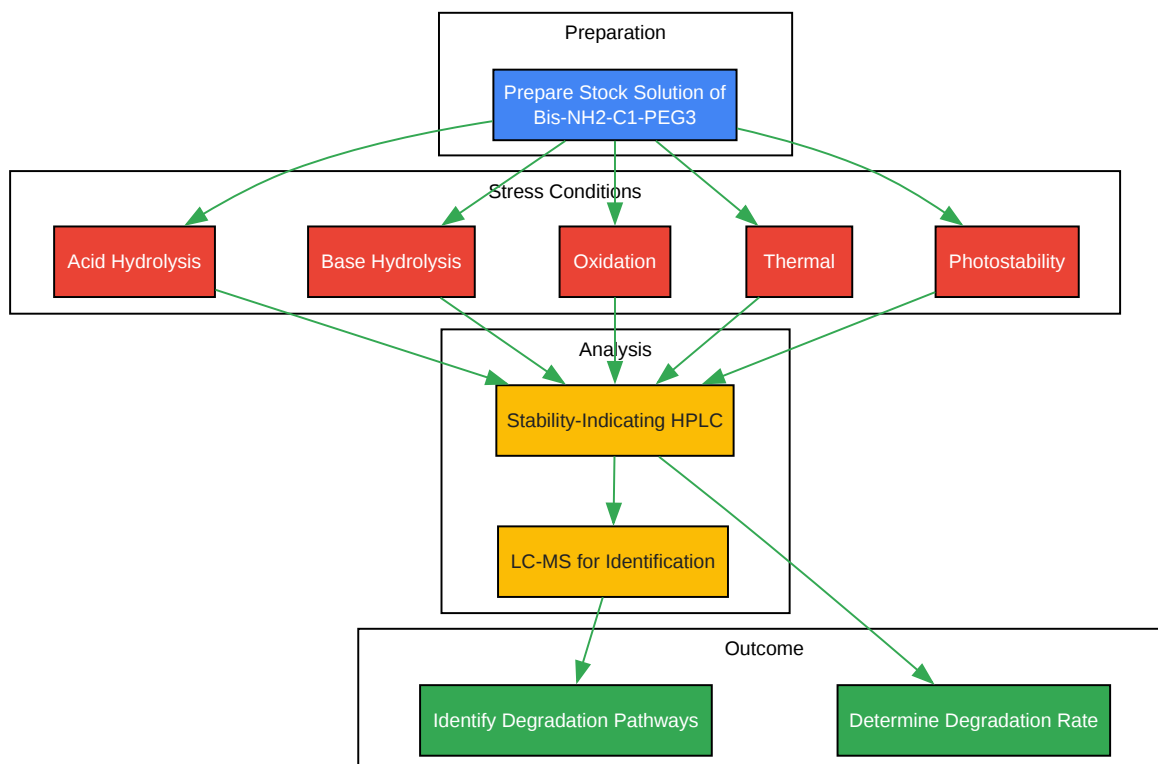 Preparation
Prepare Stock Solution of
Bis-NH2-C1-PEG3
Stress Conditions
Acid Hydrolysis
Base Hydrolysis
Oxidation
Thermal
Photostability
Analysis
Stability-Indicating HPLC
LC-MS for Identification
Outcome
Identify Degradation Pathways
Determine Degradation Rate